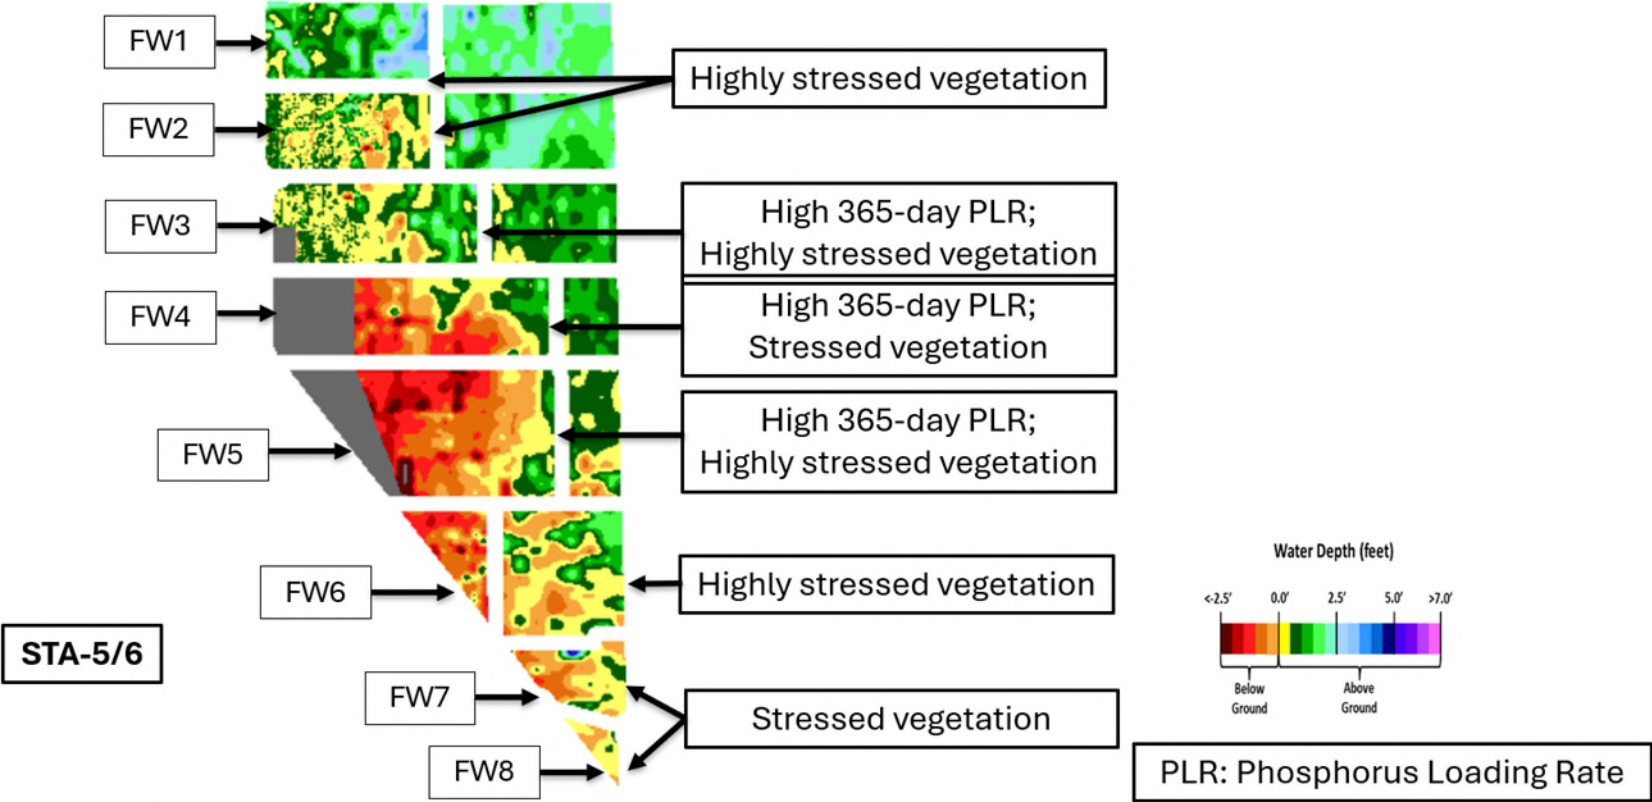 FW1
Highly stressed vegetation
FW2
FW3
High 365-day PLR;
Highly stressed vegetation
FW4
High 365-day PLR;
Stressed vegetation
FW5
High 365-day PLR;
Highly stressed vegetation
FW6
Highly stressed vegetation
STA-5/6
FW7
Stressed vegetation
FW8
Water Depth (feet)
<-2.5' 0.0' 2.5' 5.0' >7.0'
Below Ground
Above Ground
PLR: Phosphorus Loading Rate